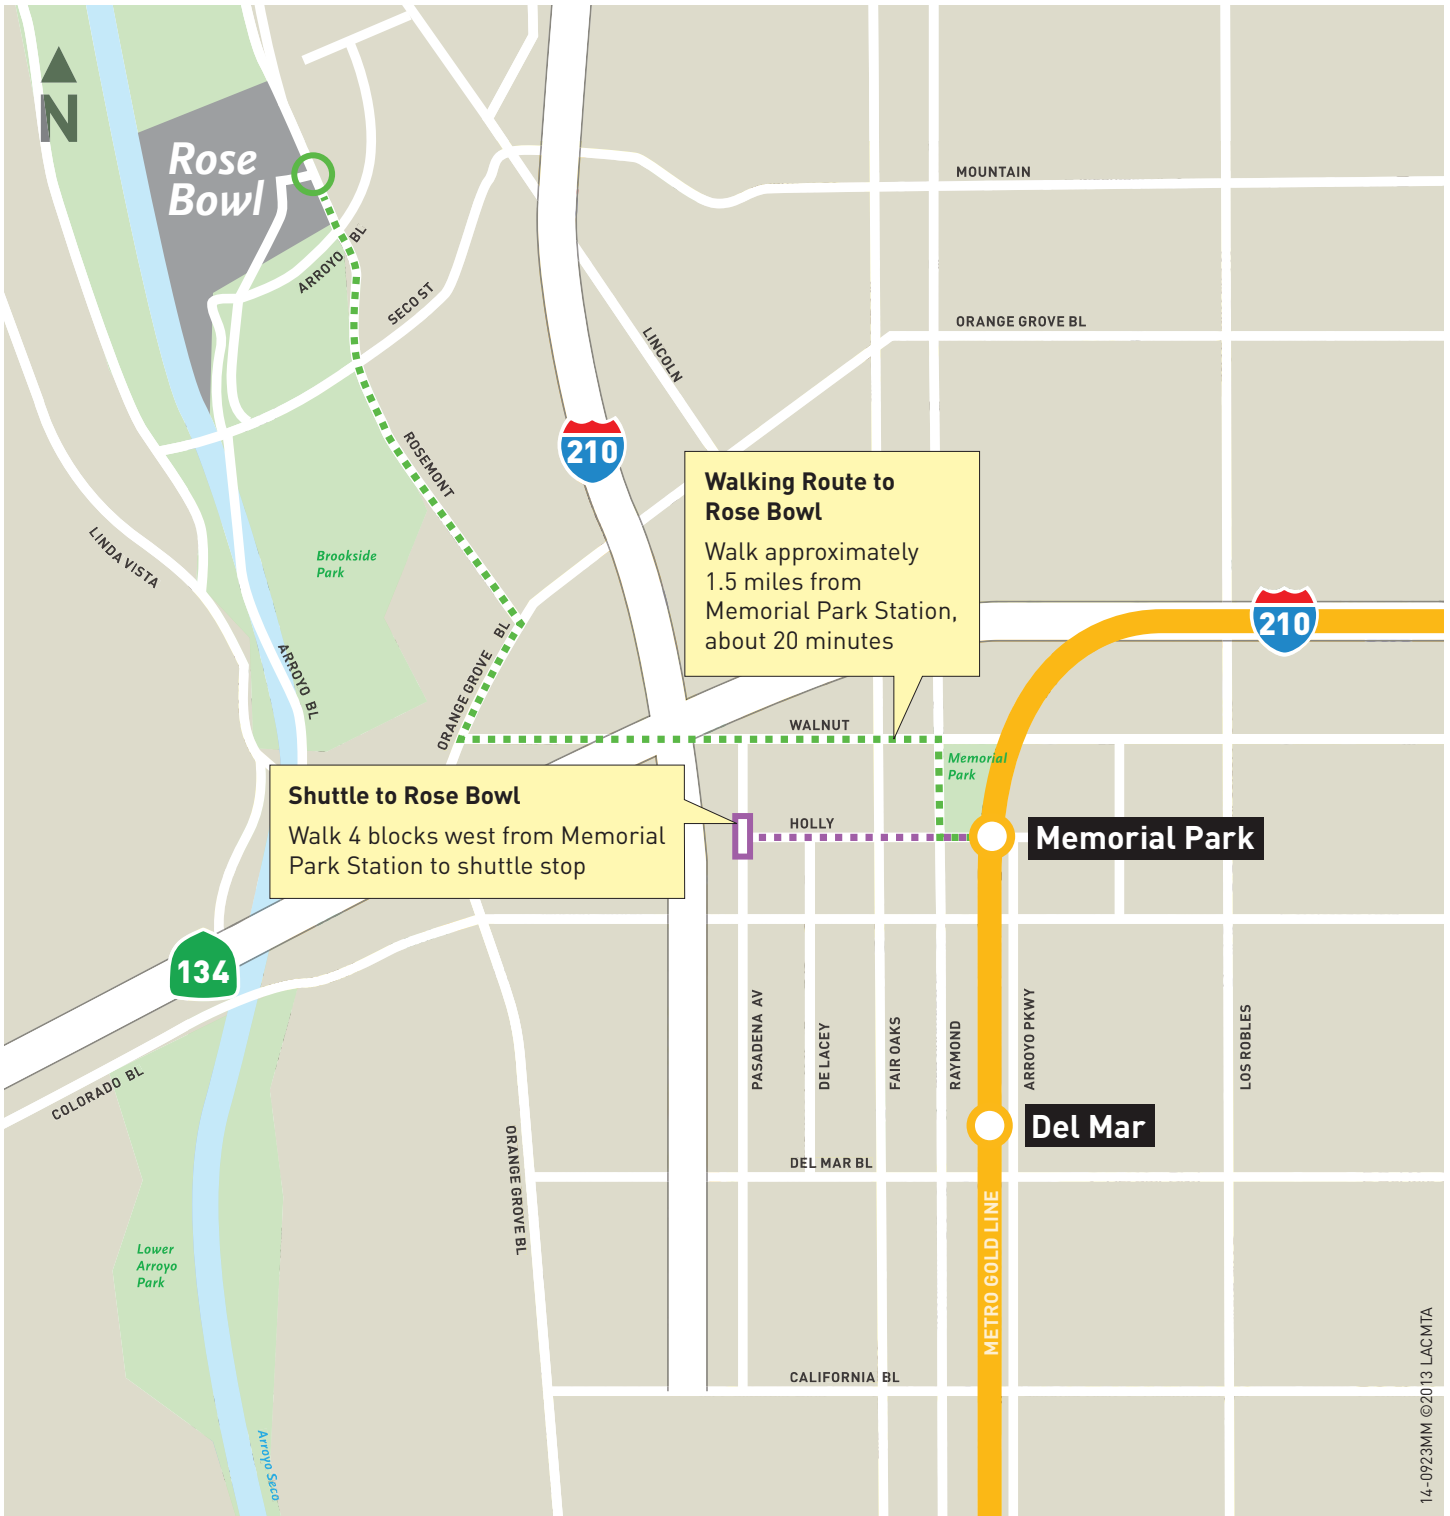 N
Rose
Bowl
MOUNTAIN
ARROYO BL
SECO ST
ORANGE GROVE BL
LINCOLN
210
ROSEMONT
Walking Route to
Rose Bowl
Walk approximately
1.5 miles from
Memorial Park Station,
about 20 minutes
LINDA VISTA
Brookside
Park
210
ARROYO BL
ORANGE GROVE BL
WALNUT
Memorial
Park
Shuttle to Rose Bowl
Walk 4 blocks west from Memorial
Park Station to shuttle stop
HOLLY
Memorial Park
134
COLORADO BL
PASADENA AV
DE LACEY
FAIR OAKS
RAYMOND
ARROYO PKWY
LOS ROBLES
Del Mar
ORANGE GROVE BL
DEL MAR BL
METRO GOLD LINE
Lower
Arroyo
Park
CALIFORNIA BL
Arroyo Seco
14-0923MM ©2013 LACMTA